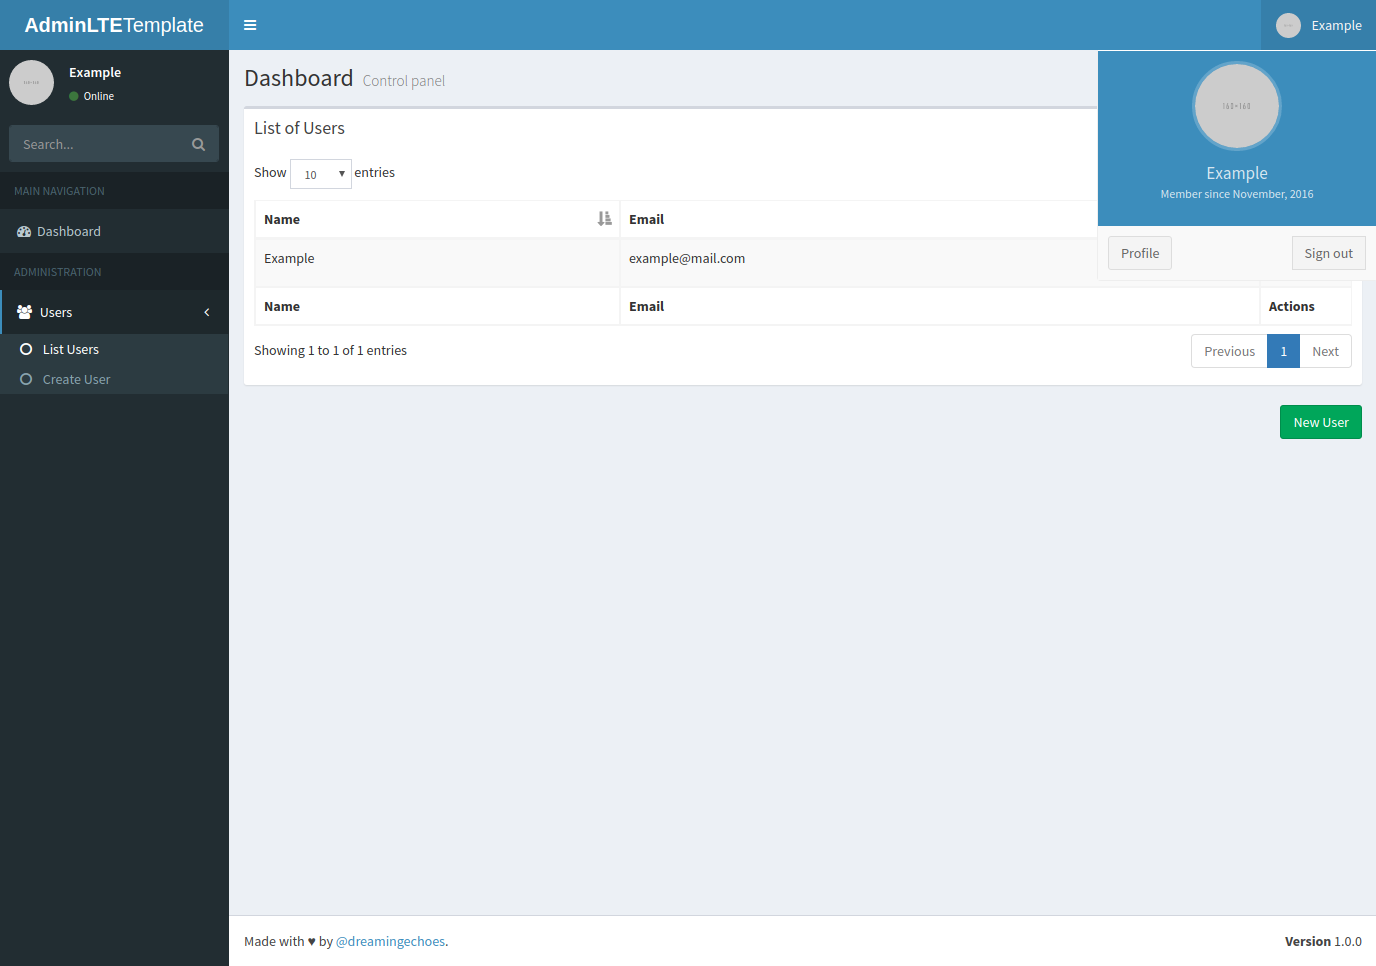 AdminLTETemplate
Example
Example
Online
Search...
MAIN NAVIGATION
Dashboard
ADMINISTRATION
Users
List Users
Create User
Dashboard Control panel
List of Users
Show 10 entries
Name Email
Example example@mail.com
Name Email Actions
Showing 1 to 1 of 1 entries
Previous 1 Next
New User
160×160
Example
Member since November, 2016
Profile Sign out
Made with ♥ by @dreamingechoes.
Version 1.0.0